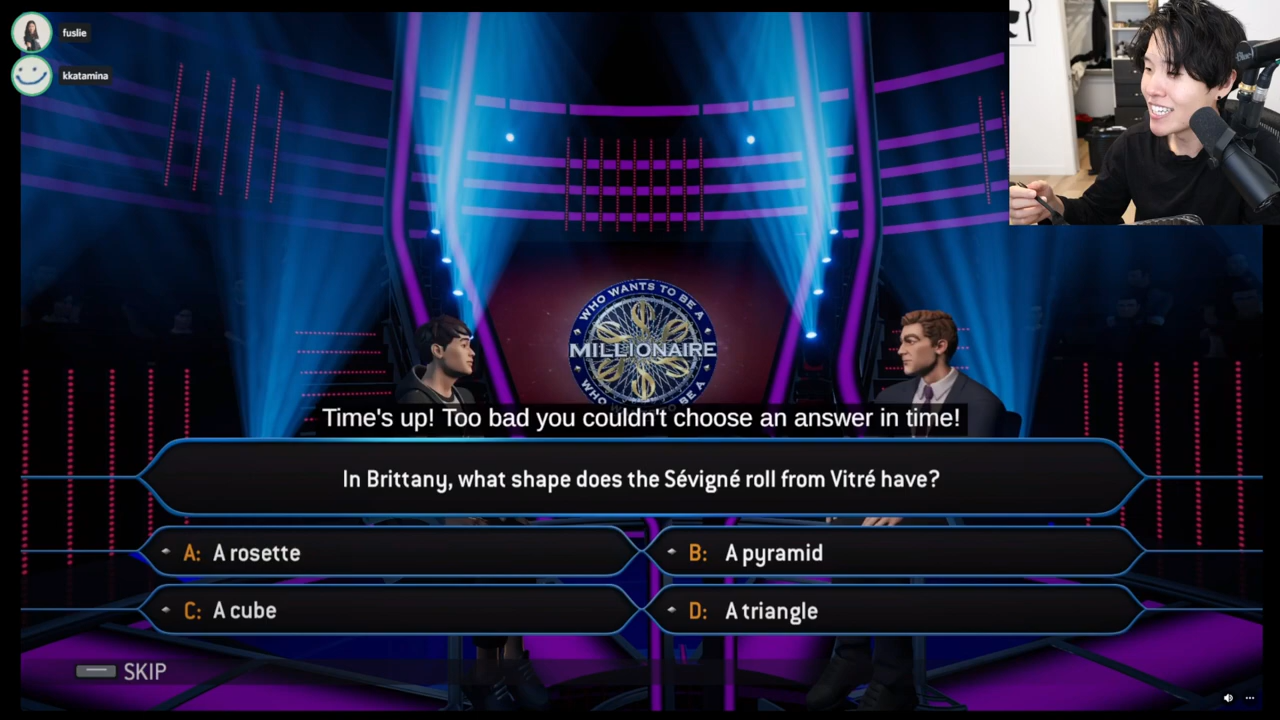 fuslie
kkatamina
WHO WANTS TO BE A
MILLIONAIRE
Time's up! Too bad you couldn't choose an answer in time!
In Brittany, what shape does the Sévigné roll from Vitré have?
A: A rosette
B: A pyramid
C: A cube
D: A triangle
SKIP